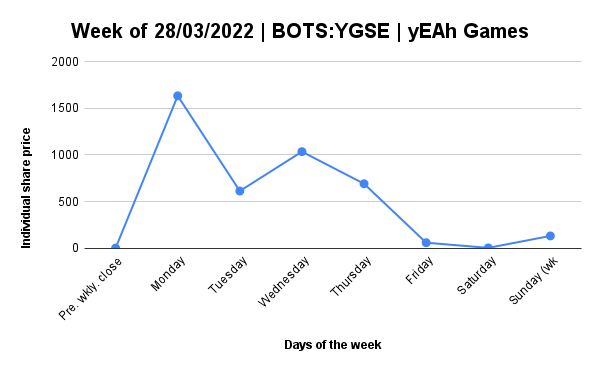 Week of 28/03/2022 | BOTS:YGSE | yEAh Games
Individual share price
2000
1500
1000
500
0
Pre. wkly. close
Monday
Tuesday
Wednesday
Thursday
Friday
Saturday
Sunday (wk
Days of the week